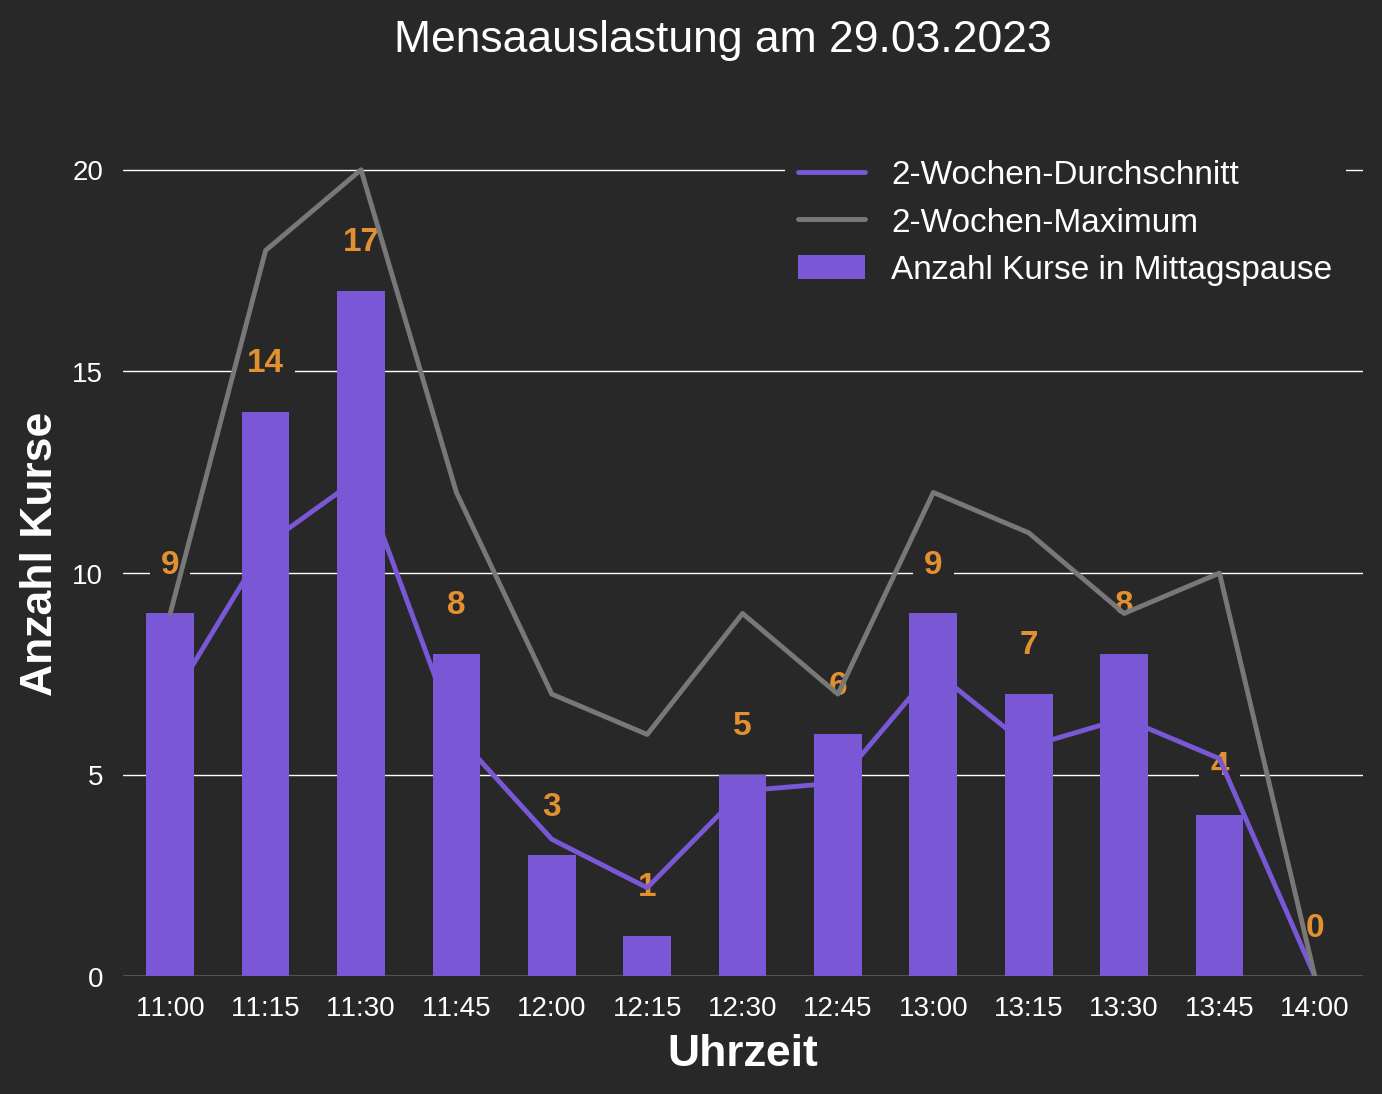 Mensaauslastung am 29.03.2023
2-Wochen-Durchschnitt
2-Wochen-Maximum
Anzahl Kurse in Mittagspause
Anzahl Kurse
20
15
10
5
0
9
14
17
8
3
1
5
6
9
7
8
4
0
11:00 11:15 11:30 11:45 12:00 12:15 12:30 12:45 13:00 13:15 13:30 13:45 14:00
Uhrzeit